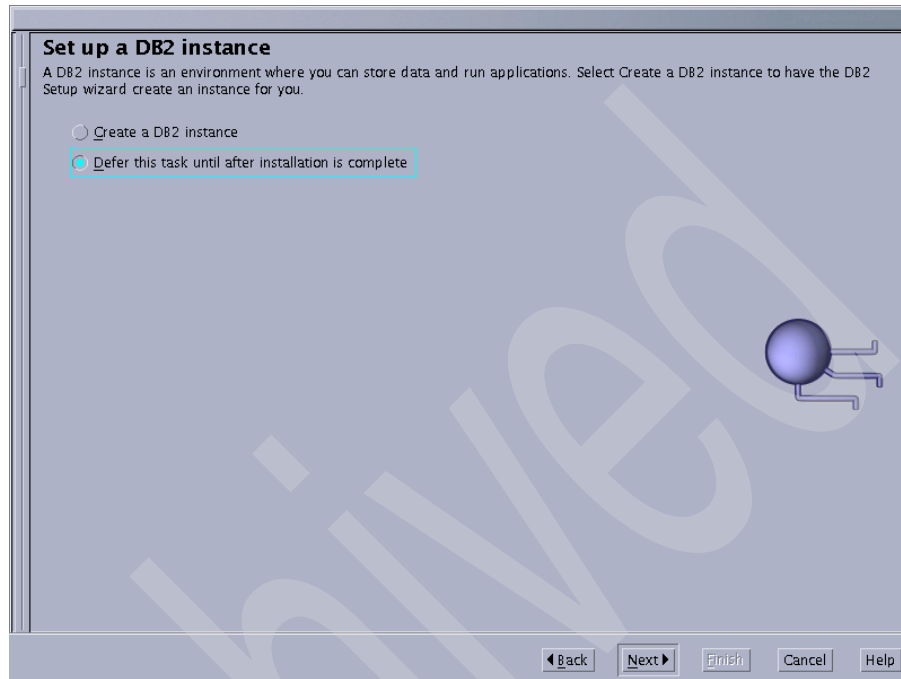 Set up a DB2 instance
A DB2 instance is an environment where you can store data and run applications. Select Create a DB2 instance to have the DB2
Setup wizard create an instance for you.
Create a DB2 instance
Defer this task until after installation is complete
hived
Back Next Finish Cancel Help